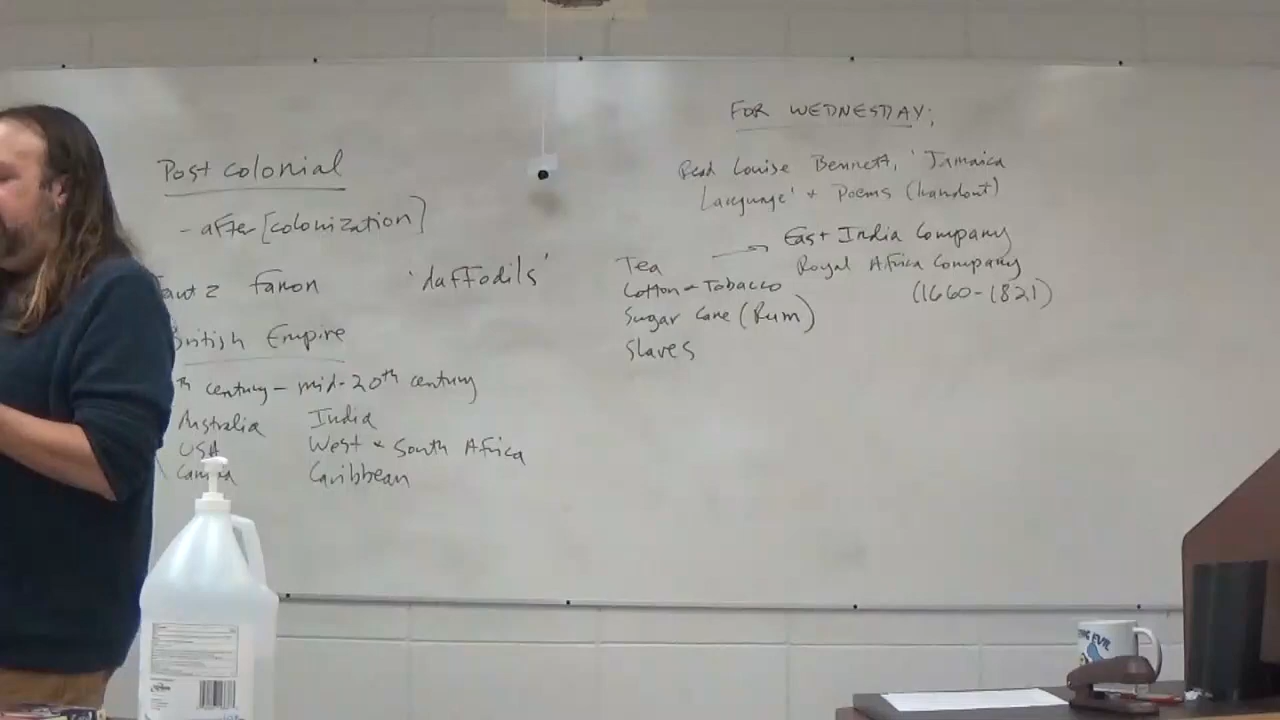 Post colonial
- after [colonization]
Fanon
'daffodils'
British Empire
th century - mid-20th century
Australia
India
USA
West & South Africa
Canada
Caribbean
FOR WEDNESDAY;
Read Louise Bennett, 'Jamaica
Language' + Poems (handout)
Tea → East India Company
Cotton & Tobacco
Royal Africa Company
Sugar Cane (Rum)
(1660-1821)
Slaves